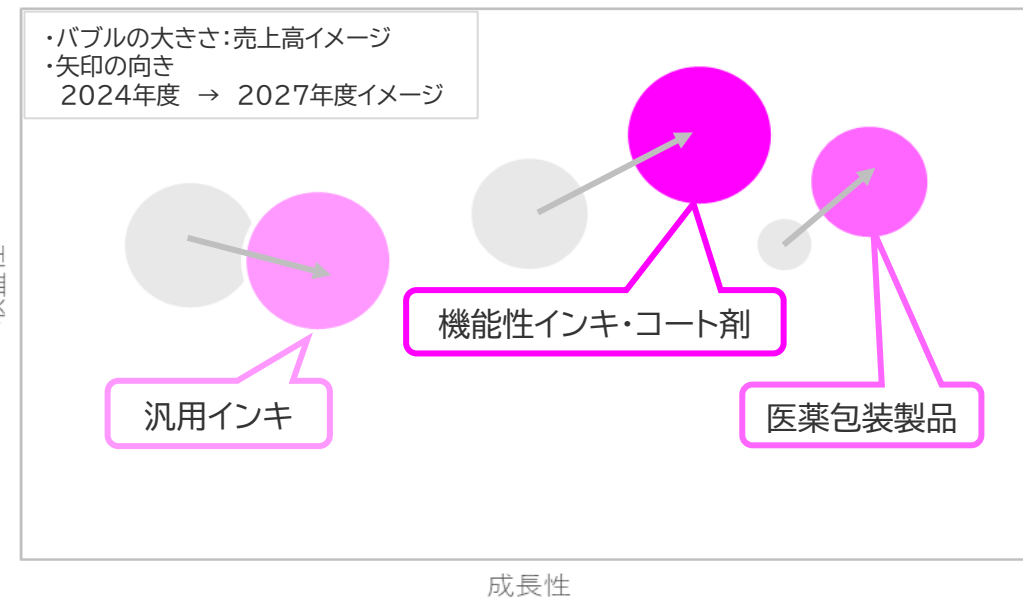 ・バブルの大きさ：売上高イメージ
・矢印の向き
2024年度 → 2027年度イメージ
機能性インキ・コート剤
汎用インキ
医薬包装製品
成長性